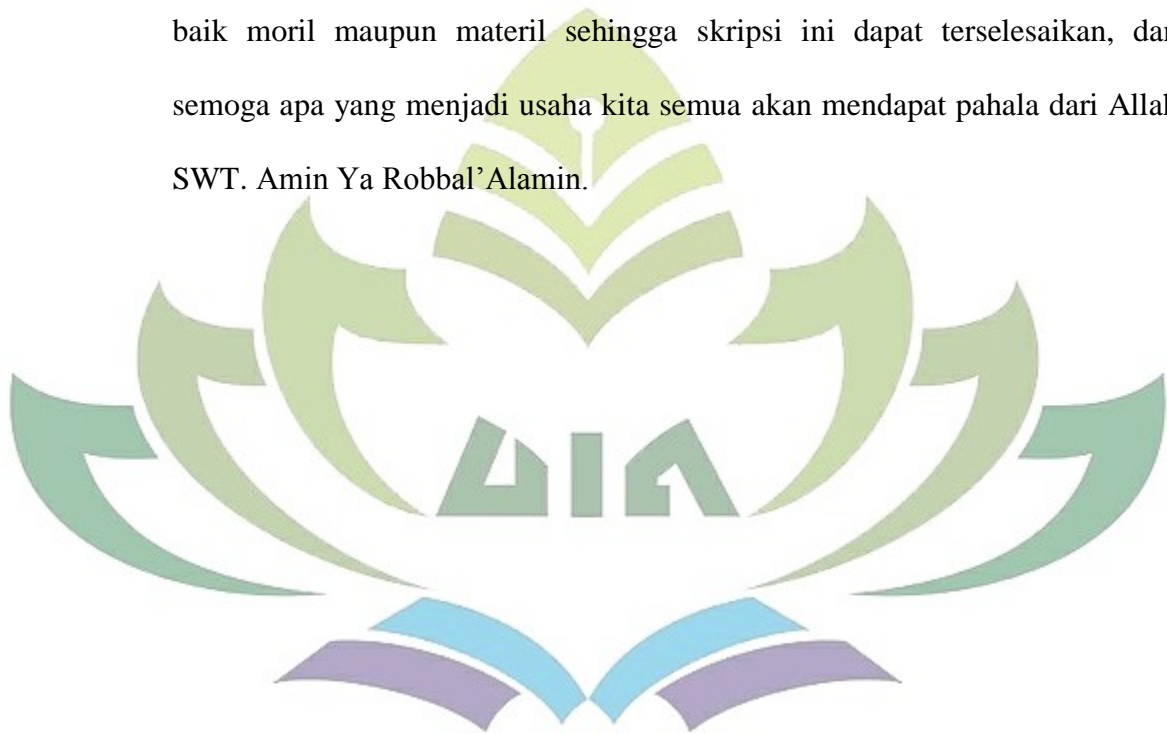 baik moril maupun materil sehingga skripsi ini dapat terselesaikan, dan
semoga apa yang menjadi usaha kita semua akan mendapat pahala dari Allah
SWT. Amin Ya Robbal’Alamin.